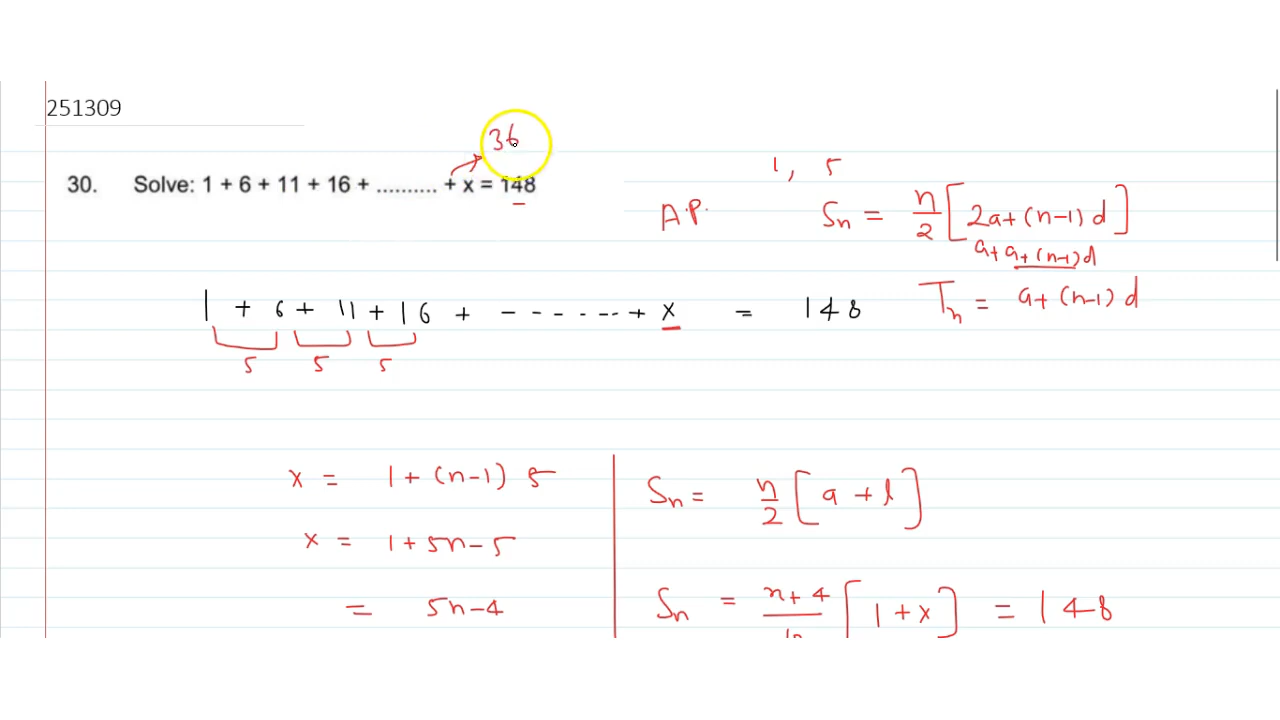 251309
36
30. Solve: 1 + 6 + 11 + 16 + .......... + x = 148
1, 5
A.P.
Sn = n/2 [2a+(n-1)d]
a+a+(n-1)d
Tn = a+(n-1)d
1 + 6 + 11 + 16 + ------- + x = 148
5 5 5
x = 1+(n-1) 5
x = 1+5n-5
= 5n-4
Sn = n/2 [a + l]
Sn = x+4/10 [1+x] = 148